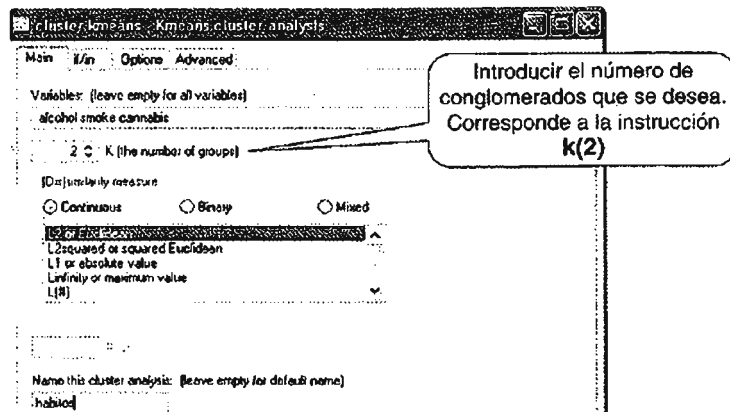 cluster kmeans - Kmeans cluster analysis
Main if/in Options Advanced
Variables: (leave empty for all variables)
alcohol smoke cannabis
2 K (the number of groups)
(Dis)similarity measure
Continuous Binary Mixed
L2 or Euclidean
L2squared or squared Euclidean
L1 or absolute value
Linfinity or maximum value
L(#)
Name this cluster analysis: (leave empty for default name)
habitos
Introducir el número de
conglomerados que se desea.
Corresponde a la instrucción
k(2)